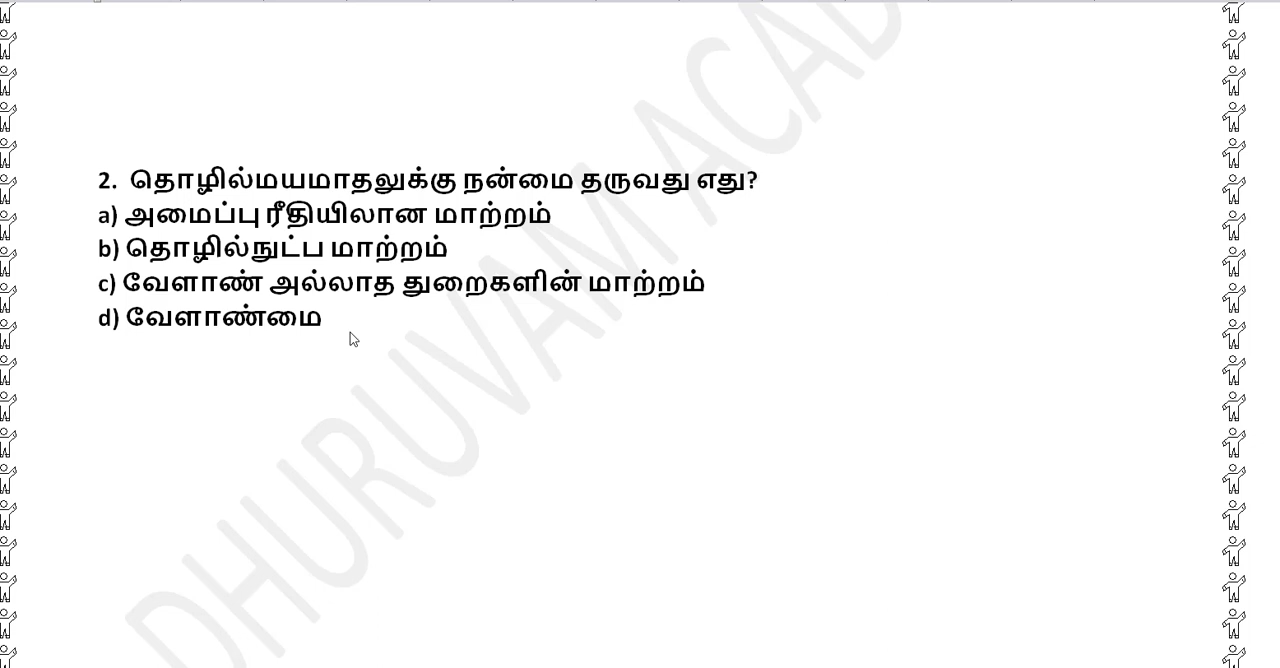 2. தொழில்மயமாதலுக்கு நன்மை தருவது எது?
a) அமைப்பு ரீதியிலான மாற்றம்
b) தொழில்நுட்ப மாற்றம்
c) வேளாண் அல்லாத துறைகளின் மாற்றம்
d) வேளாண்மை
DHURUVAM ACAD